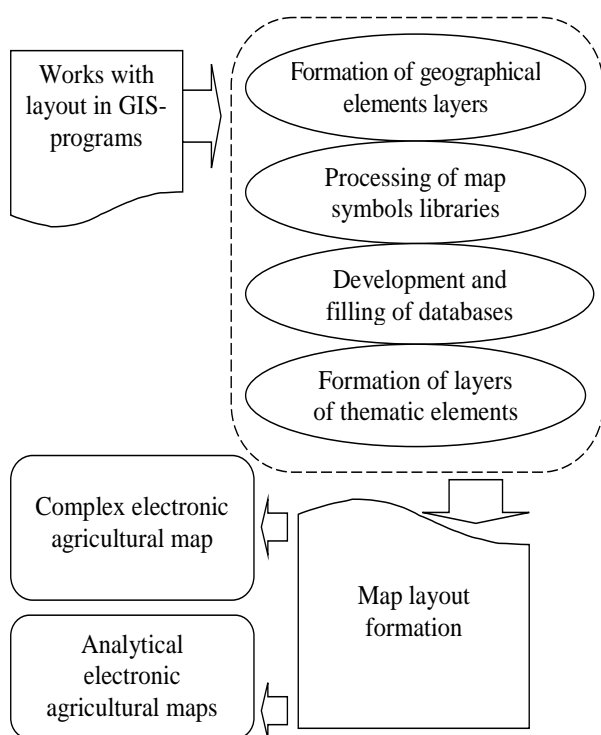 Works with
layout in GIS-
programs
Formation of geographical
elements layers
Processing of map
symbols libraries
Development and
filling of databases
Formation of layers
of thematic elements
Complex electronic
agricultural map
Map layout
formation
Analytical
electronic
agricultural maps